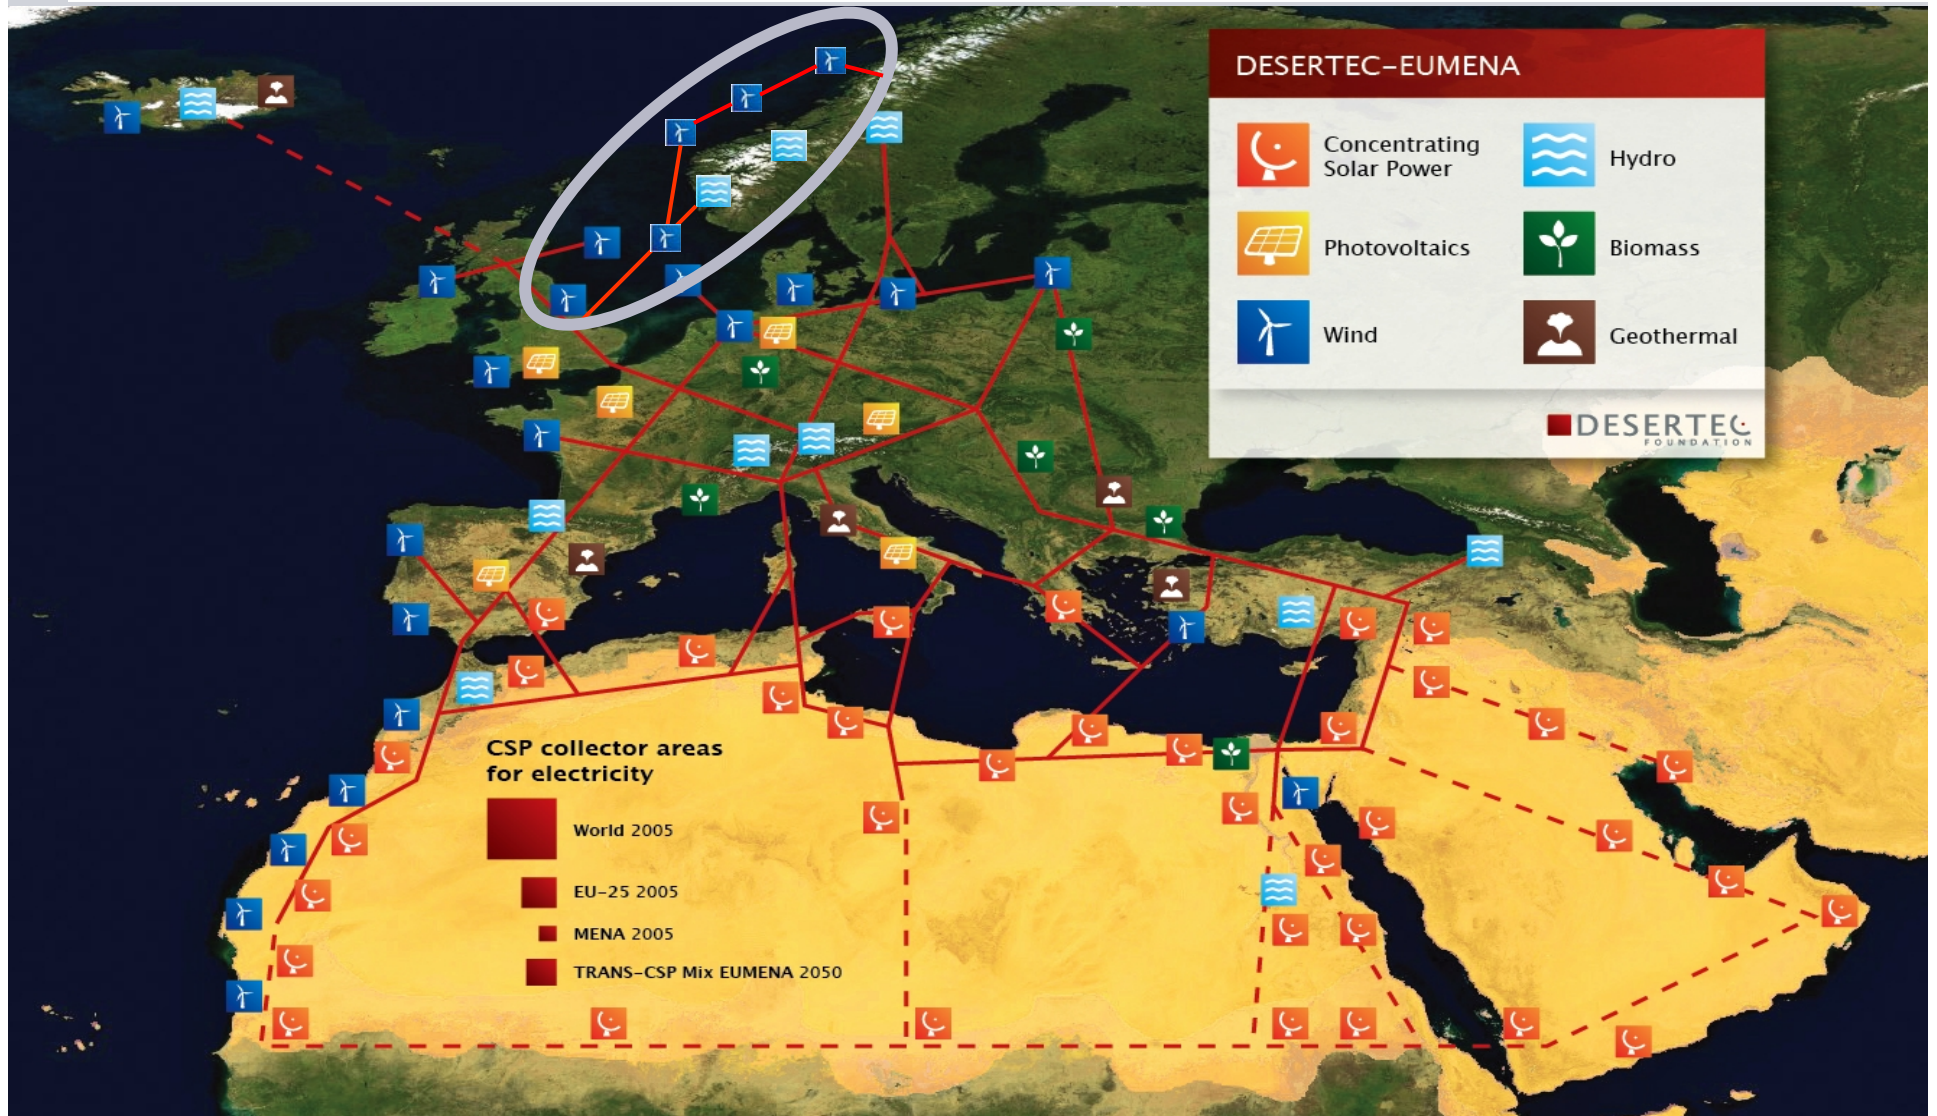 DESERTEC–EUMENA
Concentrating
Solar Power
Hydro
Photovoltaics
Biomass
Wind
Geothermal
DESERTEC
FOUNDATION
CSP collector areas
for electricity
World 2005
EU–25 2005
MENA 2005
TRANS–CSP Mix EUMENA 2050